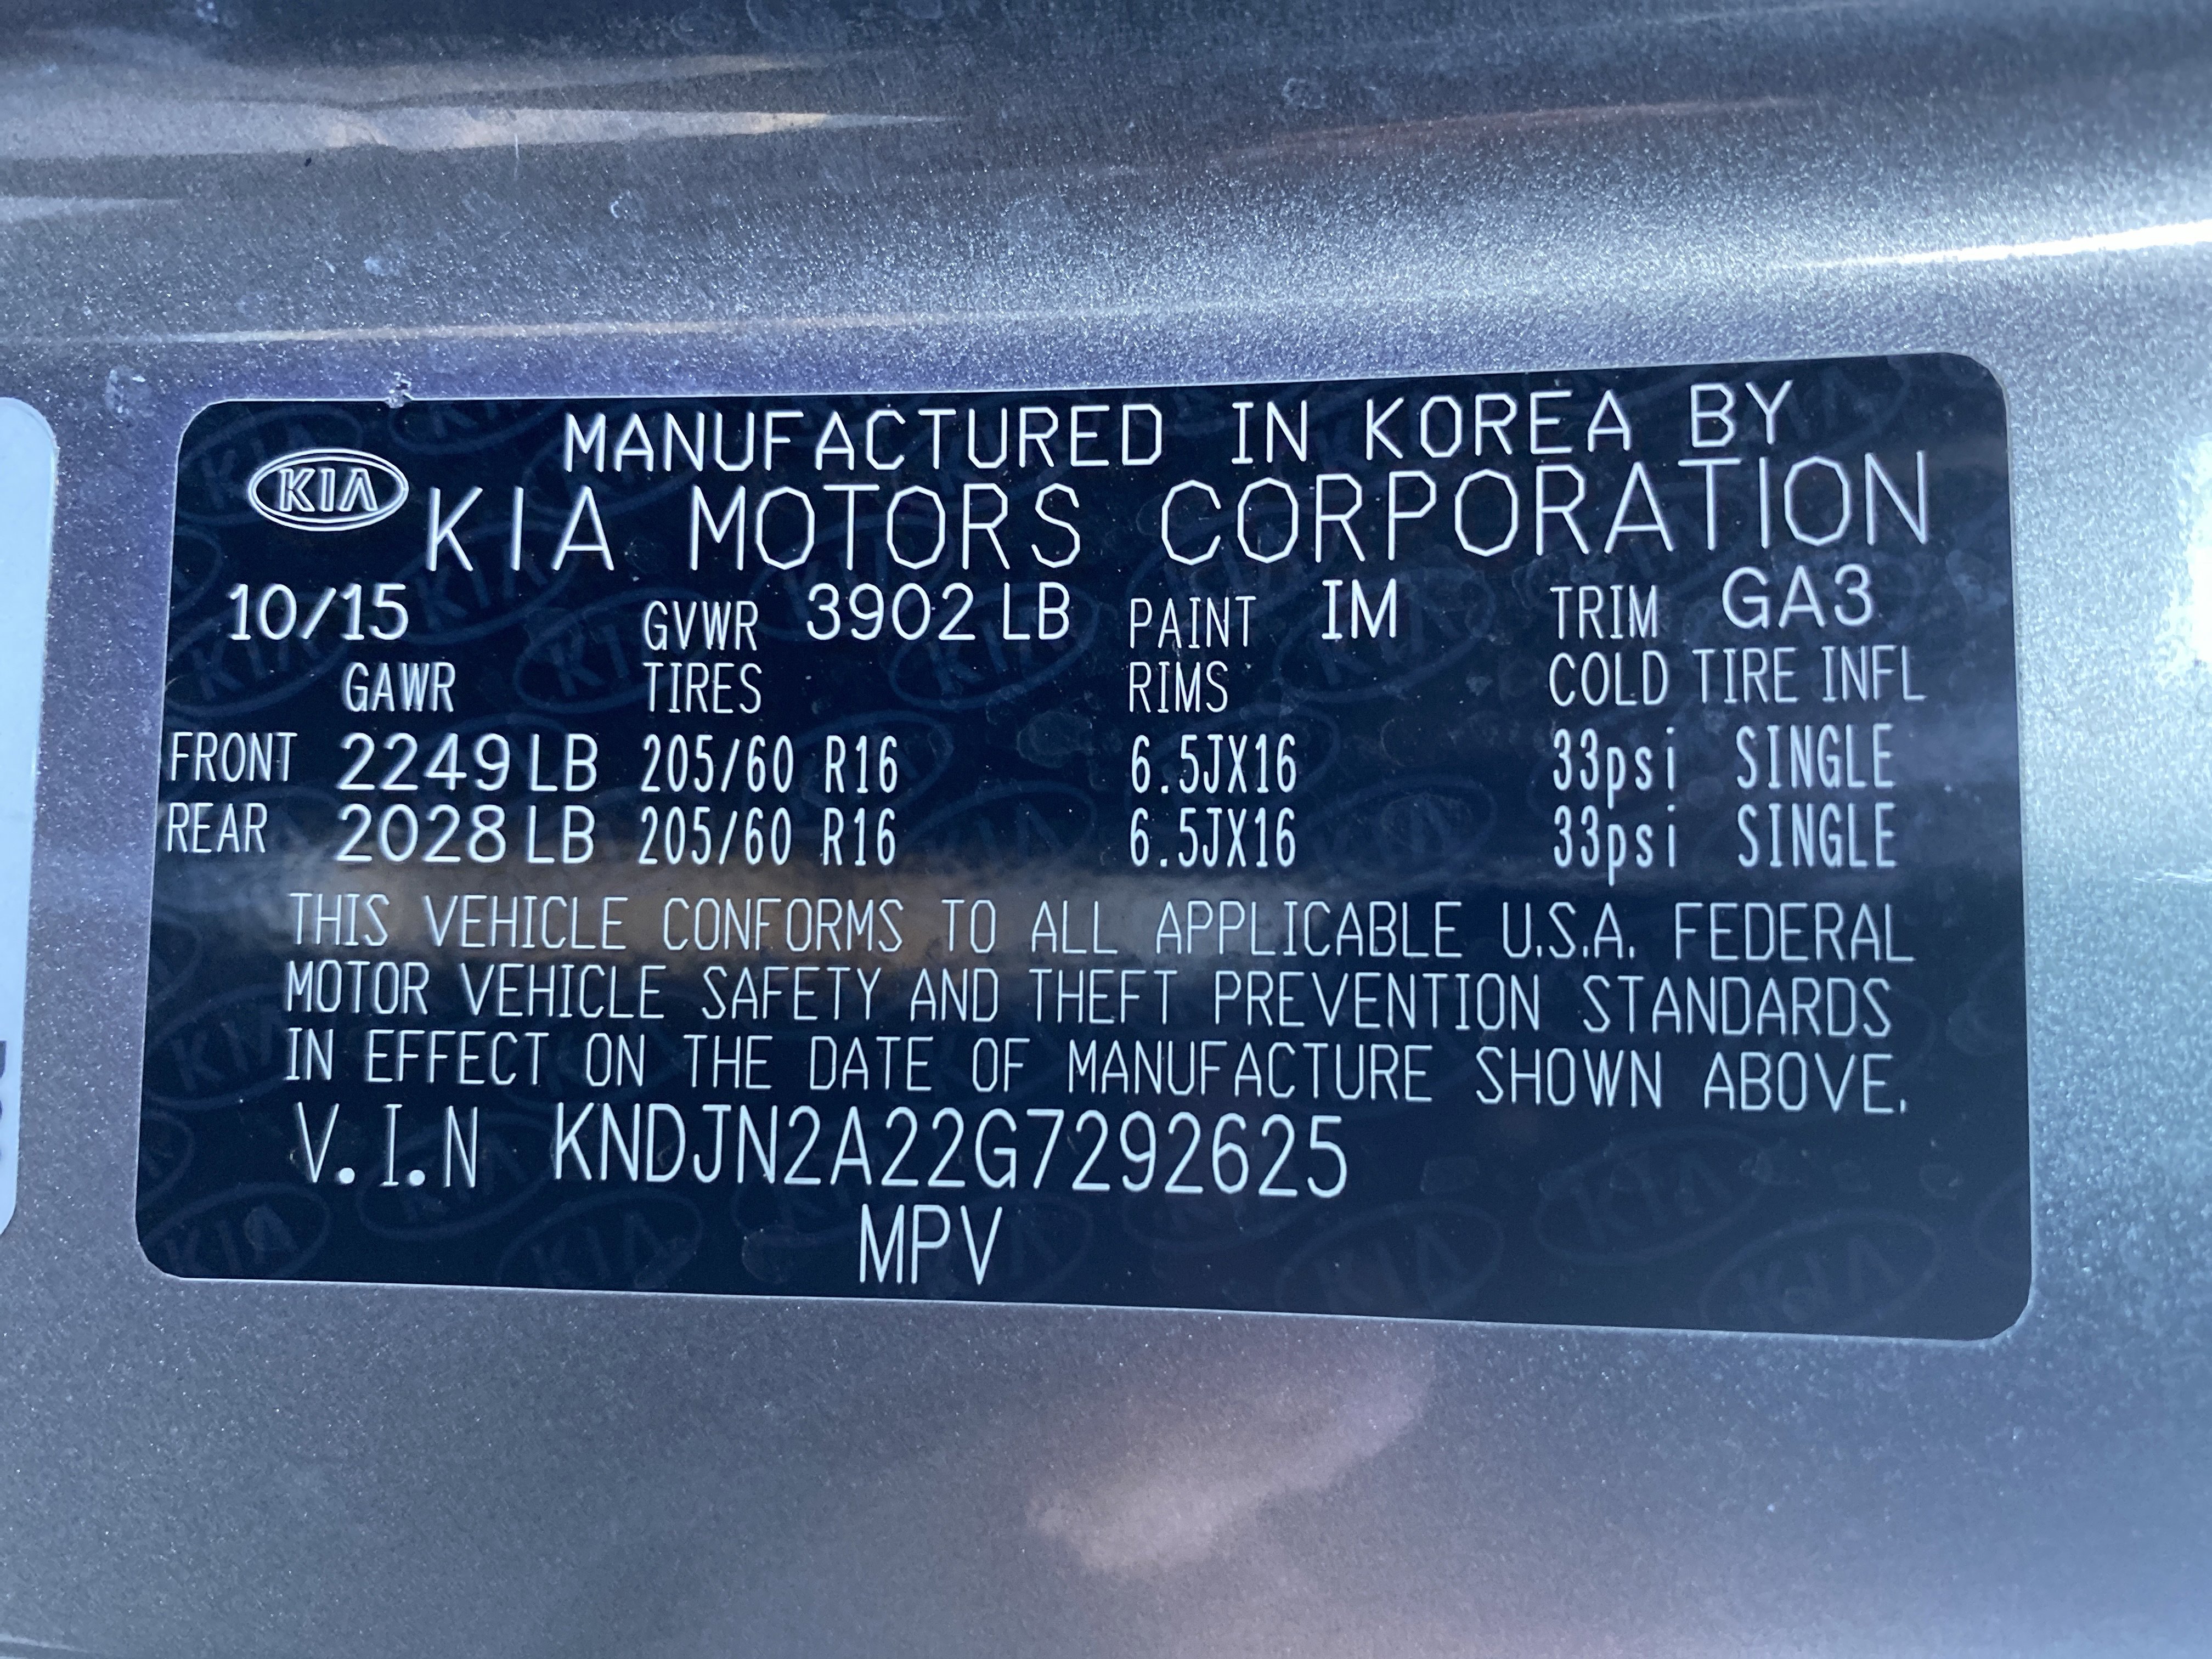 MANUFACTURED IN KOREA BY
KIA KIA MOTORS CORPORATION
10/15 GVWR 3902 LB PAINT IM TRIM GA3
GAWR TIRES RIMS COLD TIRE INFL
FRONT 2249 LB 205/60 R16 6.5JX16 33psi SINGLE
REAR 2028 LB 205/60 R16 6.5JX16 33psi SINGLE
THIS VEHICLE CONFORMS TO ALL APPLICABLE U.S.A. FEDERAL
MOTOR VEHICLE SAFETY AND THEFT PREVENTION STANDARDS
IN EFFECT ON THE DATE OF MANUFACTURE SHOWN ABOVE.
V.I.N KNDJN2A22G7292625
MPV